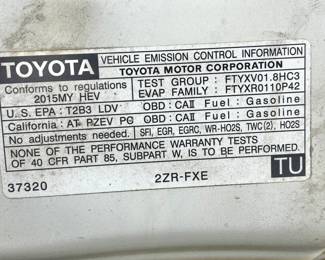 TOYOTA VEHICLE EMISSION CONTROL INFORMATION
TOYOTA MOTOR CORPORATION
Conforms to regulations TEST GROUP : FTYXV01.8HC3
2015MY HEV EVAP FAMILY : FTYXR0110P42
U.S. EPA : T2B3 LDV OBD : CAII Fuel : Gasoline
California : AT PZEV PC OBD : CAII Fuel : Gasoline
No adjustments needed. SFI, EGR, EGRC, WR-HO2S, TWC(2), HO2S
NONE OF THE PERFORMANCE WARRANTY TESTS
OF 40 CFR PART 85, SUBPART W, IS TO BE USED. TU
37320 2ZR-FXE